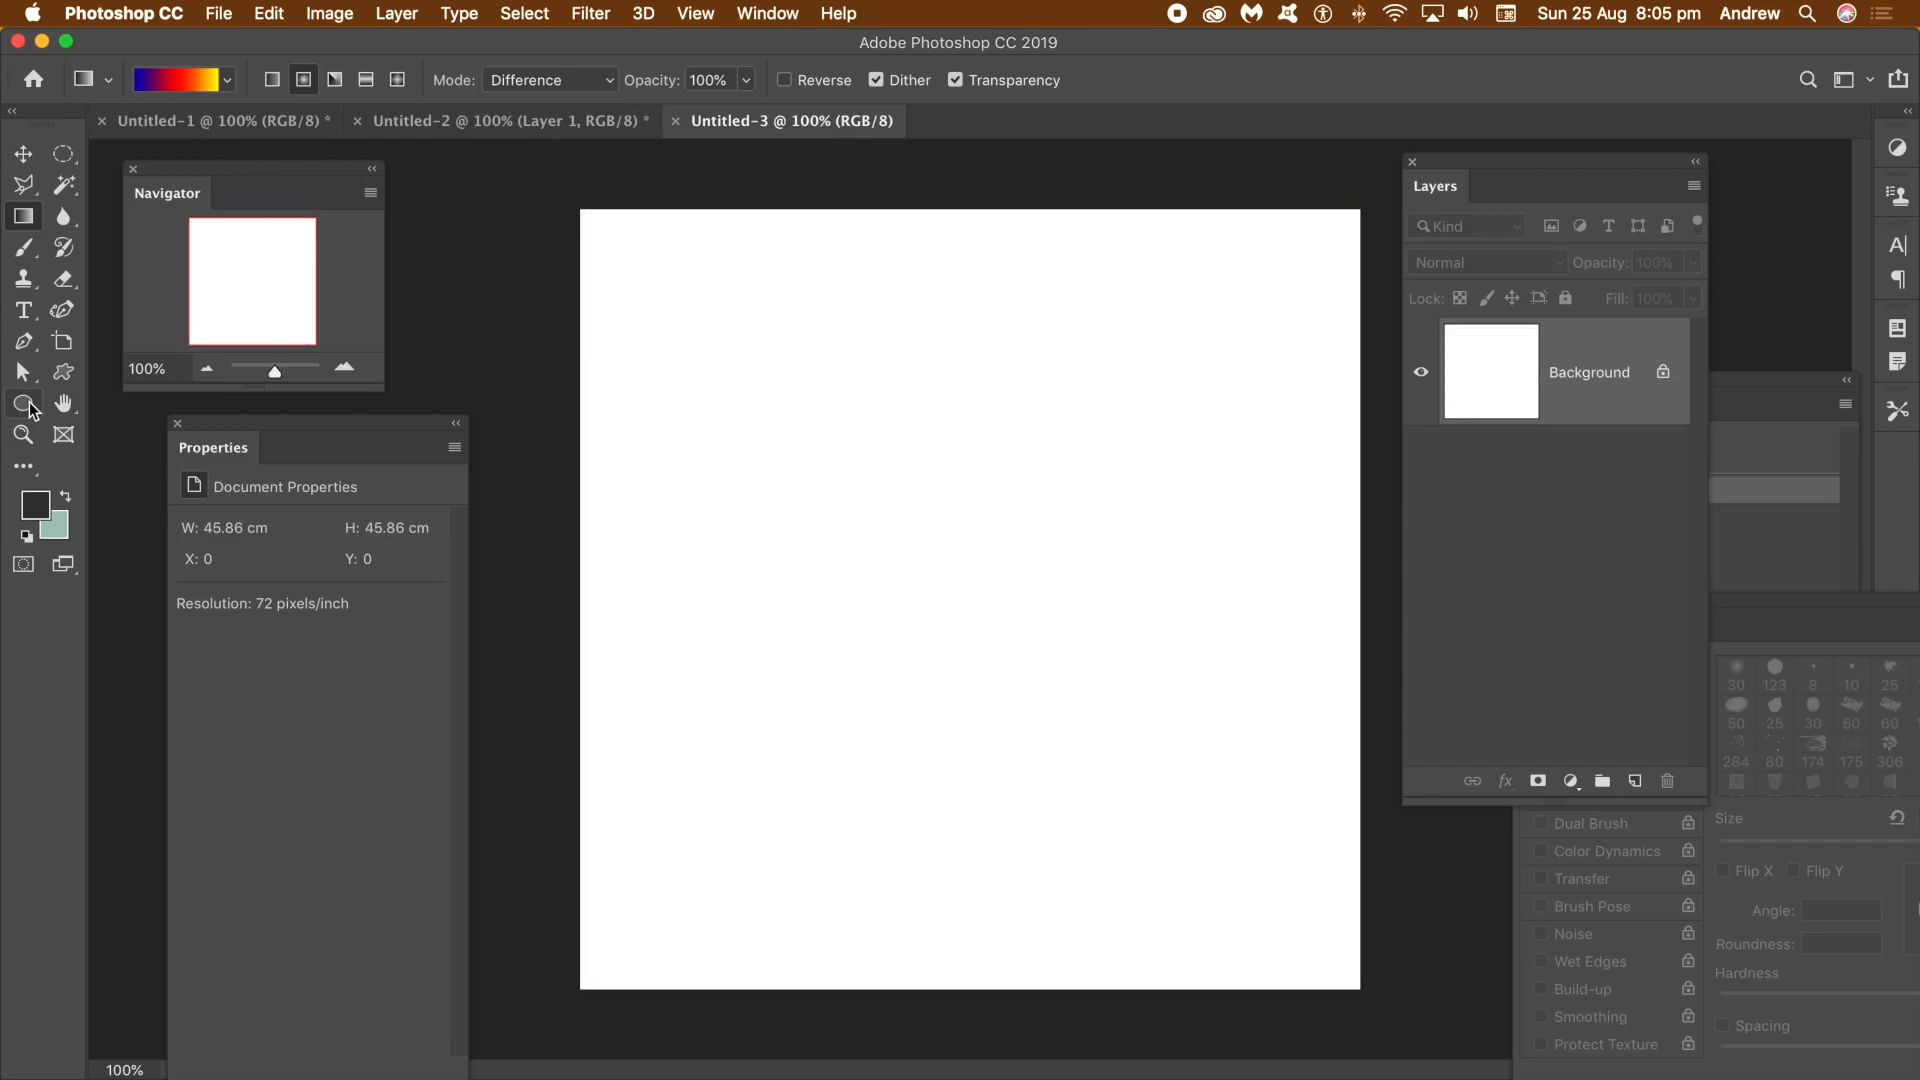 Photoshop CC File Edit Image Layer Type Select Filter 3D View Window Help Sun 25 Aug 8:05 pm Andrew
Adobe Photoshop CC 2019
Mode: Difference Opacity: 100% Reverse Dither Transparency
Untitled-1 @ 100% (RGB/8) * Untitled-2 @ 100% (Layer 1, RGB/8) * Untitled-3 @ 100% (RGB/8)
Navigator
100%
Properties
Document Properties
W: 45.86 cm H: 45.86 cm
X: 0 Y: 0
Resolution: 72 pixels/inch
Layers
Kind
Normal Opacity: 100%
Lock: Fill: 100%
Background
fx
30 123 8 10 25
50 25 30 50 60
284 80 174 175 306
Dual Brush
Color Dynamics
Transfer
Brush Pose
Noise
Wet Edges
Build-up
Smoothing
Protect Texture
Size
Flip X Flip Y
Angle:
Roundness:
Hardness
Spacing
100%